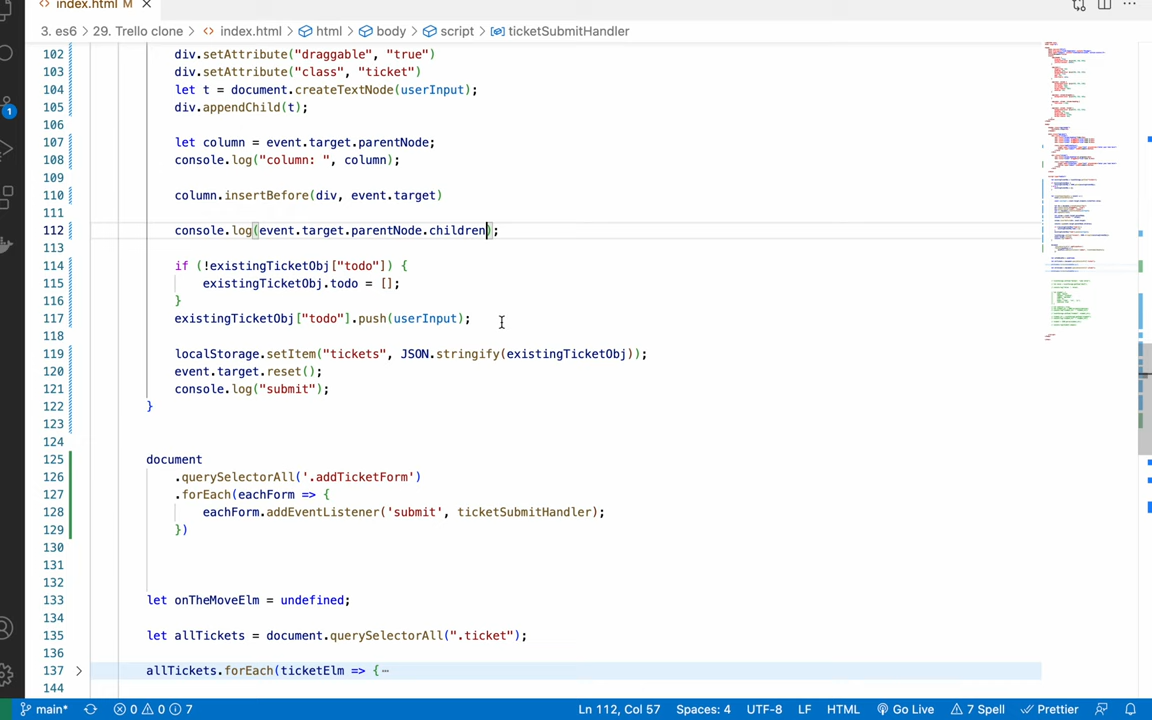 index.html M
3. es6 29. Trello clone index.html html body script ticketSubmitHandler
102 div.setAttribute("draggable", "true")
103 div.setAttribute("class", "ticket")
104 let t = document.createTextNode(userInput);
105 div.appendChild(t);
106
107 let column = event.target.parentNode;
108 console.log("column: ", column);
109
110 column.insertBefore(div, event.target)
111
112 console.log(event.target.parentNode.children);
113
114 if (!existingTicketObj["todo"]) {
115 existingTicketObj.todo = [];
116 }
117 existingTicketObj["todo"].push(userInput);
118
119 localStorage.setItem("tickets", JSON.stringify(existingTicketObj));
120 event.target.reset();
121 console.log("submit");
122 }
123
124
125 document
126 .querySelectorAll('.addTicketForm')
127 .forEach(eachForm => {
128 eachForm.addEventListener('submit', ticketSubmitHandler);
129 })
130
131
132
133 let onTheMoveElm = undefined;
134
135 let allTickets = document.querySelectorAll(".ticket");
136
137 allTickets.forEach(ticketElm => {
144
1
main* 0 0 7 Ln 112, Col 57 Spaces: 4 UTF-8 LF HTML Go Live 7 Spell Prettier